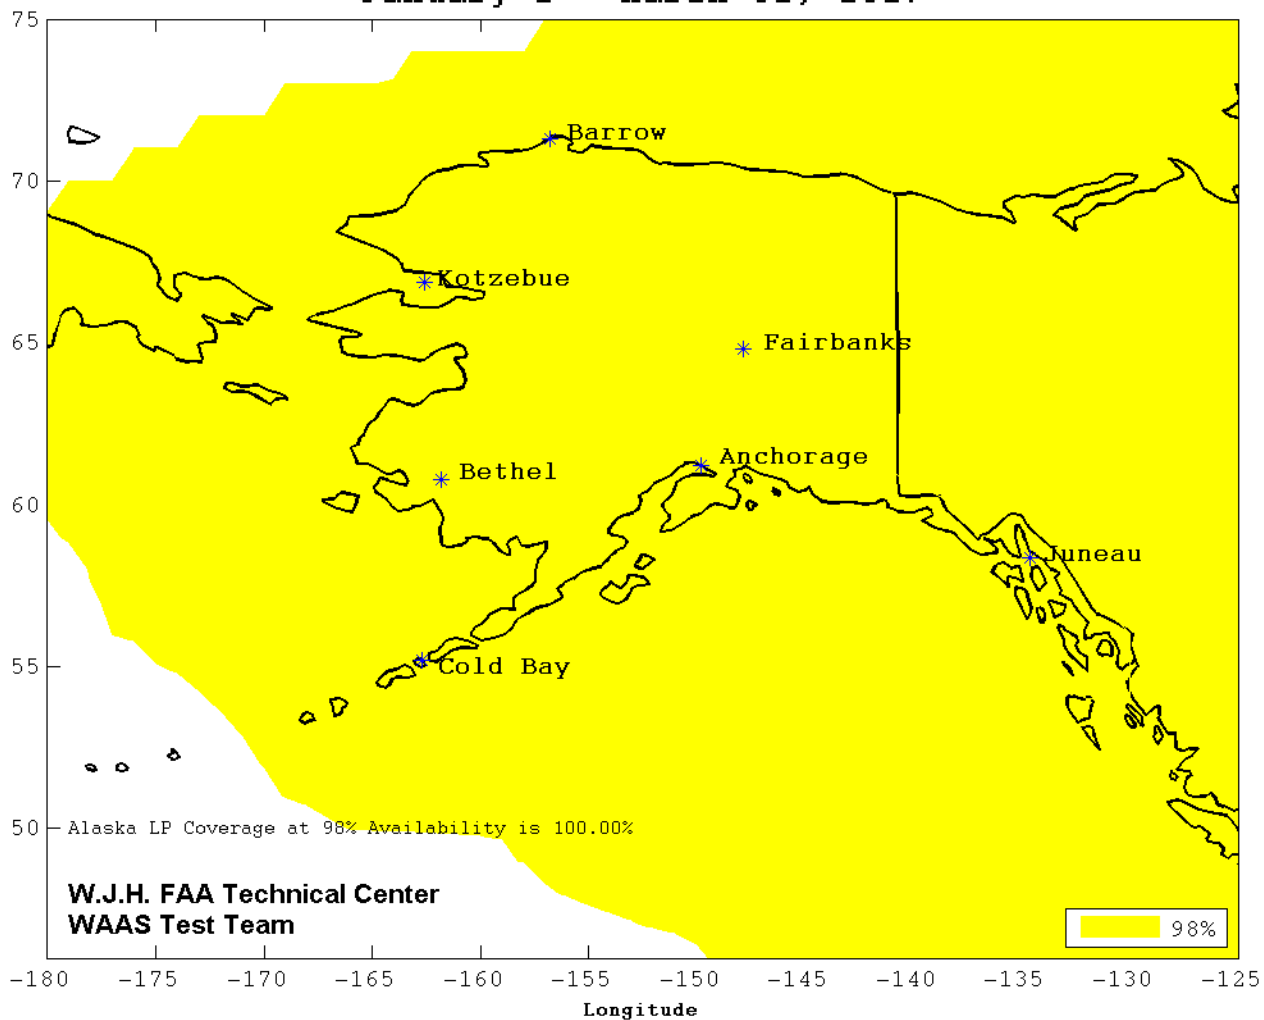 75
Barrow
70
Kotzebue
65
Fairbanks
Anchorage
Bethel
60
Juneau
55
Cold Bay
50
Alaska LP Coverage at 98% Availability is 100.00%
W.J.H. FAA Technical Center
WAAS Test Team
98%
-180 -175 -170 -165 -160 -155 -150 -145 -140 -135 -130 -125
Longitude